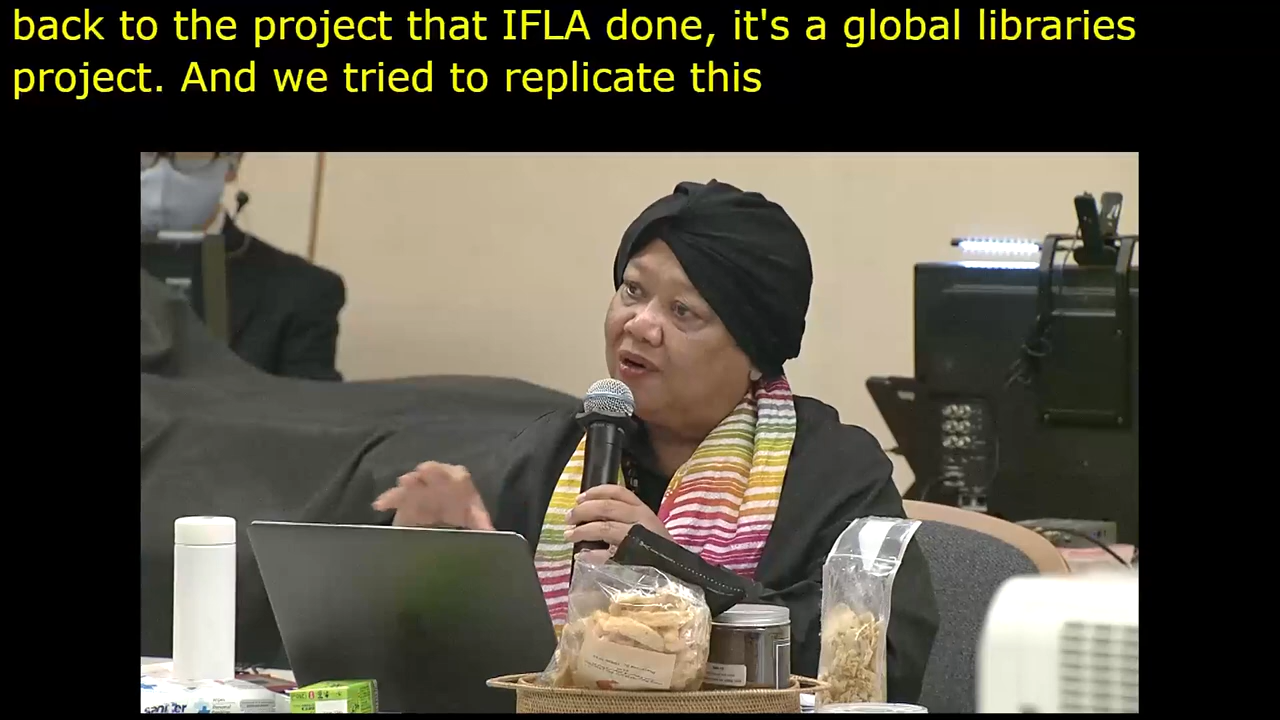 back to the project that IFLA done, it's a global libraries
project. And we tried to replicate this